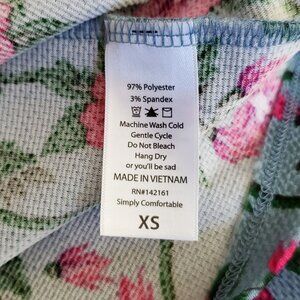 97% Polyester
3% Spandex
Machine Wash Cold
Gentle Cycle
Do Not Bleach
Hang Dry
or you'll be sad
MADE IN VIETNAM
RN#142161
Simply Comfortable
XS